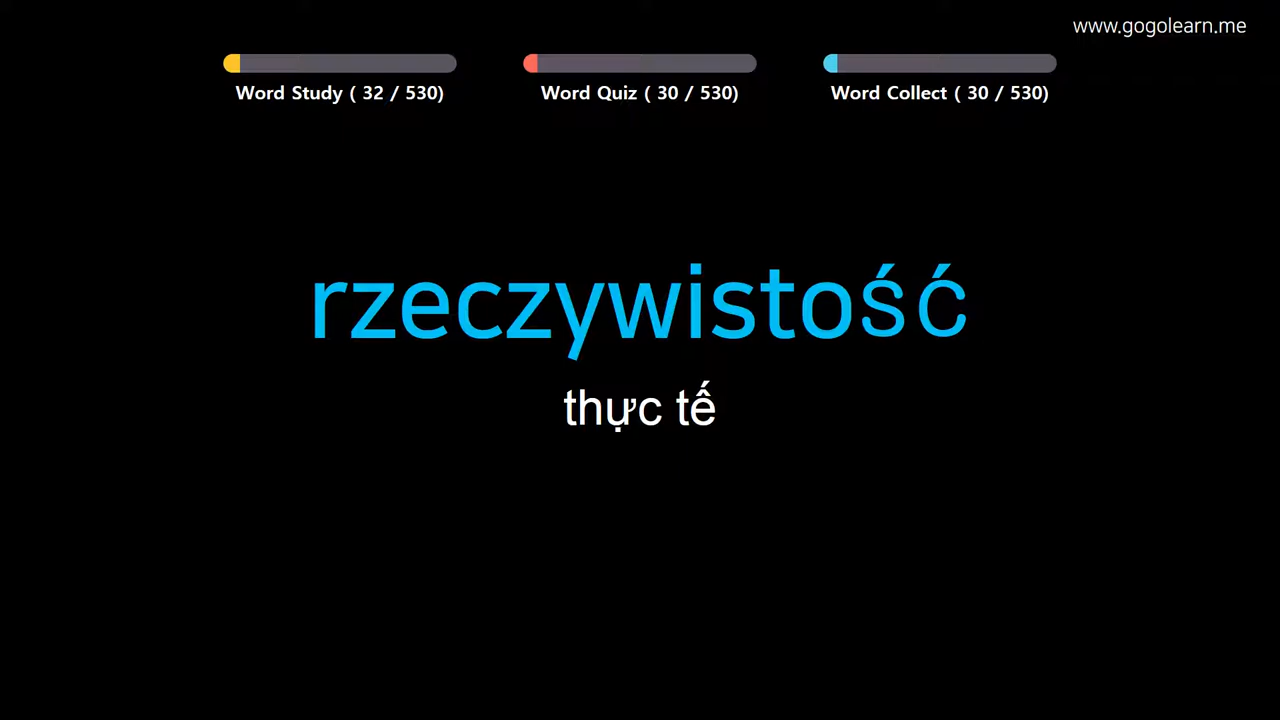 www.gogolearn.me
Word Study ( 32 / 530)
Word Quiz ( 30 / 530)
Word Collect ( 30 / 530)
rzeczywistość
thực tế